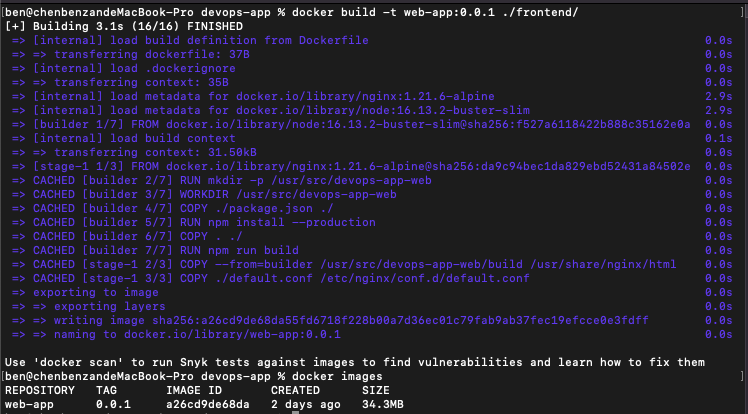 [ben@chenbenzandeMacBook-Pro devops-app % docker build -t web-app:0.0.1 ./frontend/ ]
[+] Building 3.1s (16/16) FINISHED
=> [internal] load build definition from Dockerfile 0.0s
=> => transferring dockerfile: 37B 0.0s
=> [internal] load .dockerignore 0.0s
=> => transferring context: 35B 0.0s
=> [internal] load metadata for docker.io/library/nginx:1.21.6-alpine 2.9s
=> [internal] load metadata for docker.io/library/node:16.13.2-buster-slim 2.9s
=> [builder 1/7] FROM docker.io/library/node:16.13.2-buster-slim@sha256:f527a6118422b888c35162e0a 0.0s
=> [internal] load build context 0.1s
=> => transferring context: 31.50kB 0.0s
=> [stage-1 1/3] FROM docker.io/library/nginx:1.21.6-alpine@sha256:da9c94bec1da829ebd52431a84502e 0.0s
=> CACHED [builder 2/7] RUN mkdir -p /usr/src/devops-app-web 0.0s
=> CACHED [builder 3/7] WORKDIR /usr/src/devops-app-web 0.0s
=> CACHED [builder 4/7] COPY ./package.json ./ 0.0s
=> CACHED [builder 5/7] RUN npm install --production 0.0s
=> CACHED [builder 6/7] COPY . ./ 0.0s
=> CACHED [builder 7/7] RUN npm run build 0.0s
=> CACHED [stage-1 2/3] COPY --from=builder /usr/src/devops-app-web/build /usr/share/nginx/html 0.0s
=> CACHED [stage-1 3/3] COPY ./default.conf /etc/nginx/conf.d/default.conf 0.0s
=> exporting to image 0.0s
=> => exporting layers 0.0s
=> => writing image sha256:a26cd9de68da55fd6718f228b00a7d36ec01c79fab9ab37fec19efcce0e3fdff 0.0s
=> => naming to docker.io/library/web-app:0.0.1 0.0s
Use 'docker scan' to run Snyk tests against images to find vulnerabilities and learn how to fix them
[ben@chenbenzandeMacBook-Pro devops-app % docker images ]
REPOSITORY TAG IMAGE ID CREATED SIZE
web-app 0.0.1 a26cd9de68da 2 days ago 34.3MB